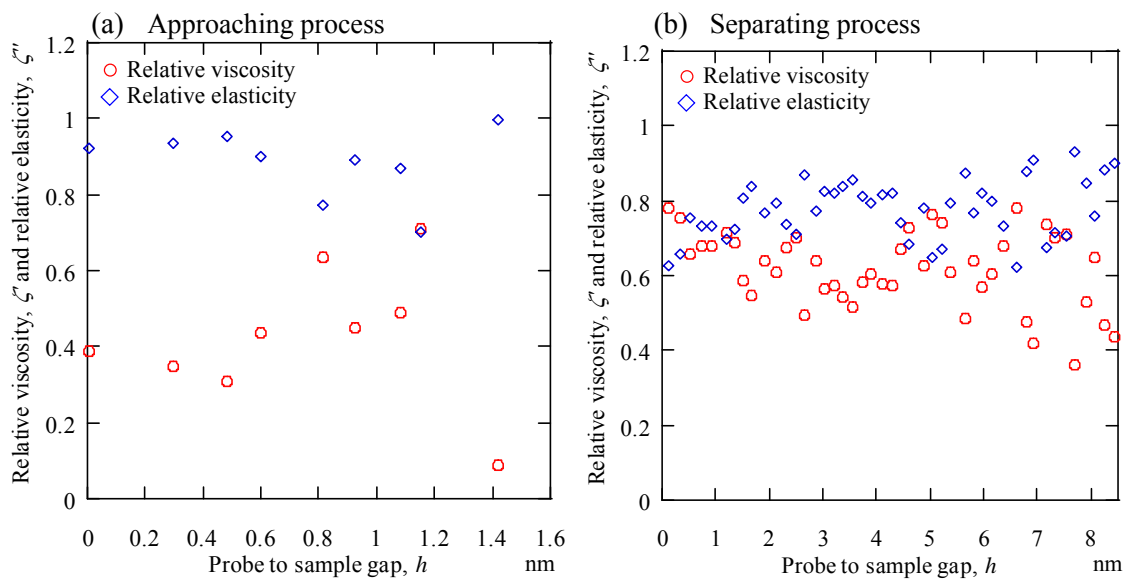 (a) Approaching process
Relative viscosity, ζ' and relative elasticity, ζ''
1.2
1
0.8
0.6
0.4
0.2
0
Relative viscosity
Relative elasticity
0 0.2 0.4 0.6 0.8 1 1.2 1.4 1.6
Probe to sample gap, h nm
(b) Separating process
Relative viscosity, ζ' and relative elasticity, ζ''
1.2
1
0.8
0.6
0.4
0.2
0
Relative viscosity
Relative elasticity
0 1 2 3 4 5 6 7 8
Probe to sample gap, h nm